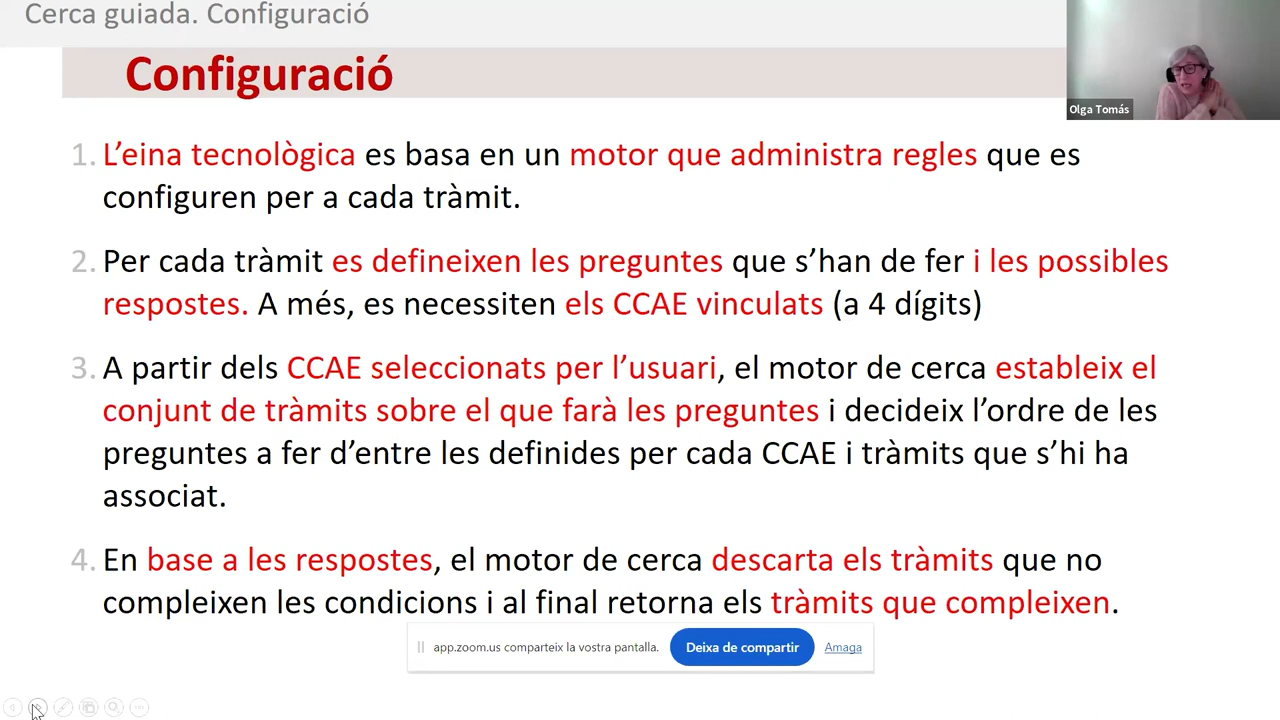 Cerca guiada. Configuració
Configuració
Olga Tomás
1. L’eina tecnològica es basa en un motor que administra regles que es
configuren per a cada tràmit.
2. Per cada tràmit es defineixen les preguntes que s’han de fer i les possibles
respostes. A més, es necessiten els CCAE vinculats (a 4 dígits)
3. A partir dels CCAE seleccionats per l’usuari, el motor de cerca estableix el
conjunt de tràmits sobre el que farà les preguntes i decideix l’ordre de les
preguntes a fer d’entre les definides per cada CCAE i tràmits que s’hi ha
associat.
4. En base a les respostes, el motor de cerca descarta els tràmits que no
compleixen les condicions i al final retorna els tràmits que compleixen.
app.zoom.us comparteix la vostra pantalla. Deixa de compartir Amaga